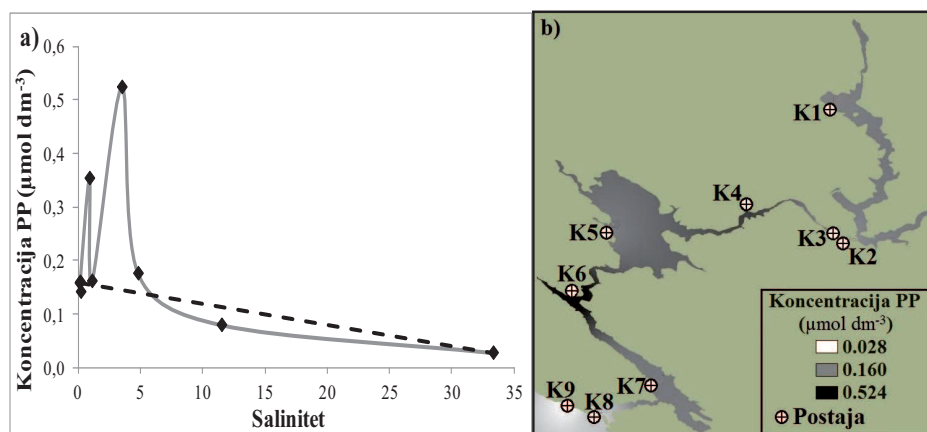 a)
Koncentracija PP (µmol dm⁻³)
0,6
0,5
0,4
0,3
0,2
0,1
0,0
0
5
10
15
20
25
30
35
Salinitet
b)
K1
K4
K5
K3
K2
K6
K7
K9
K8
Koncentracija PP
(µmol dm⁻³)
0.028
0.160
0.524
Postaja